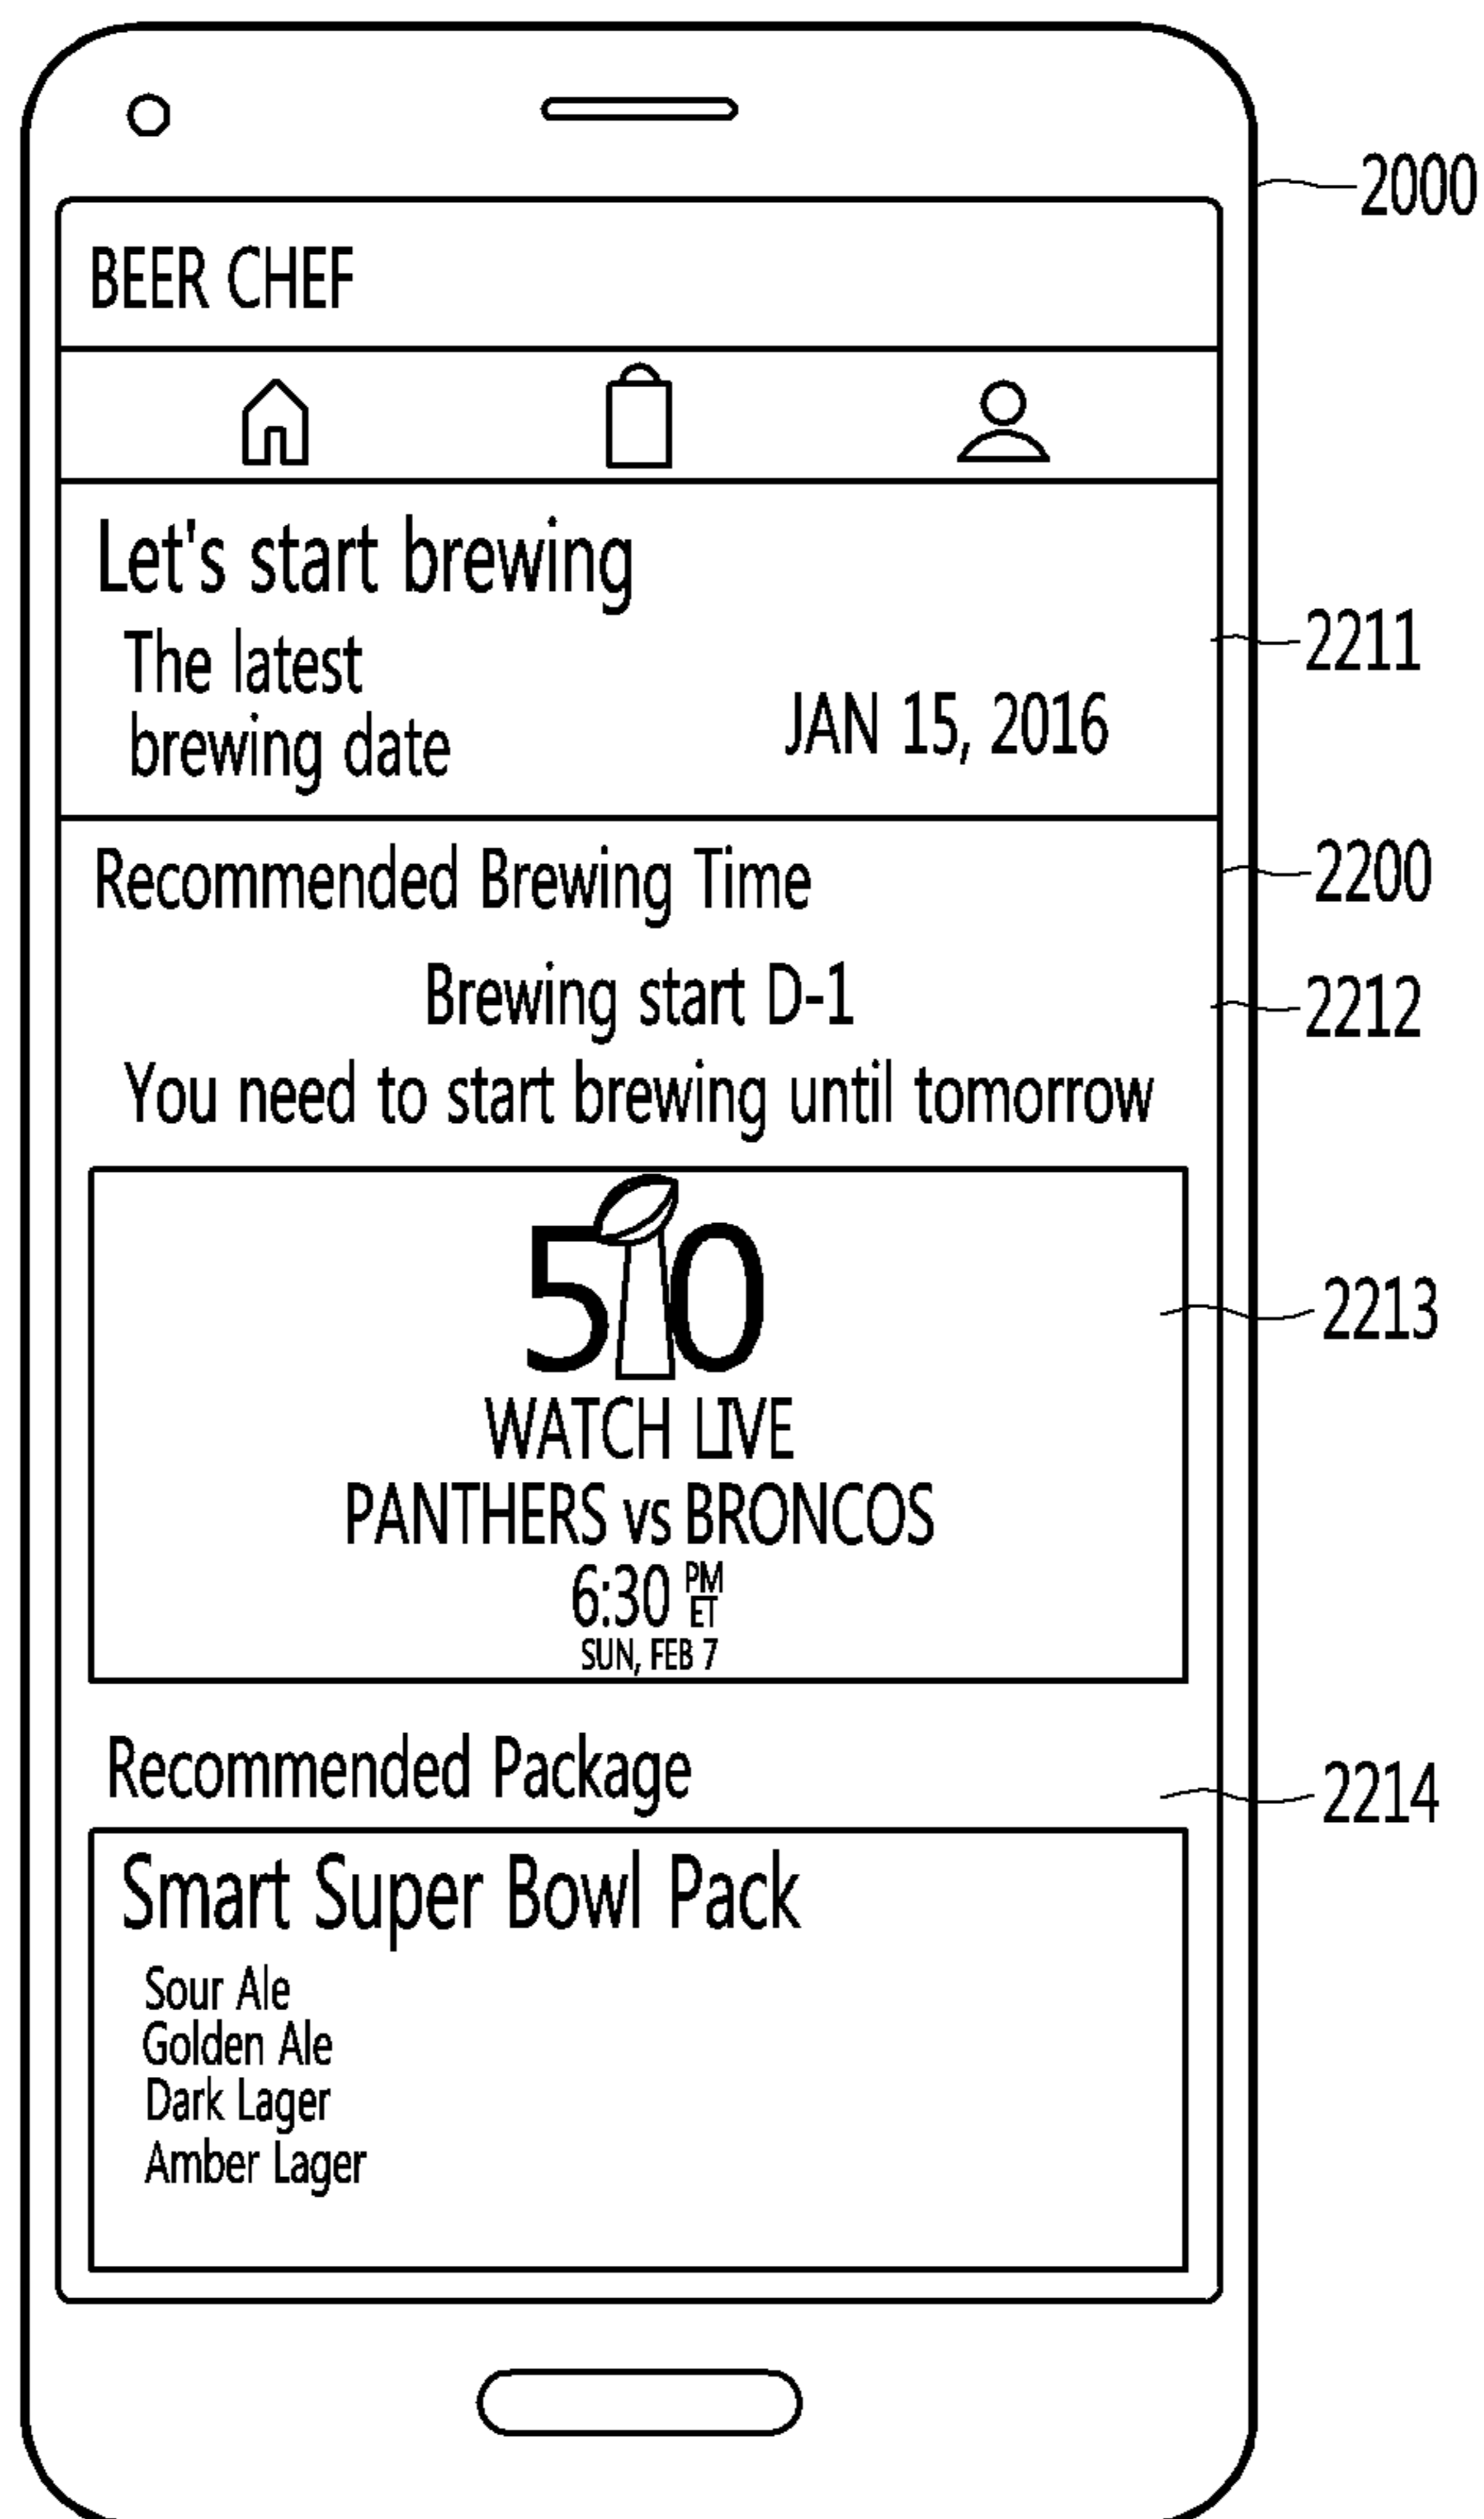 2000
BEER CHEF
Let's start brewing
The latest
brewing date
JAN 15, 2016
2211
Recommended Brewing Time
2200
Brewing start D-1
2212
You need to start brewing until tomorrow
50
2213
WATCH LIVE
PANTHERS vs BRONCOS
6:30 PM ET
SUN, FEB 7
Recommended Package
2214
Smart Super Bowl Pack
Sour Ale
Golden Ale
Dark Lager
Amber Lager